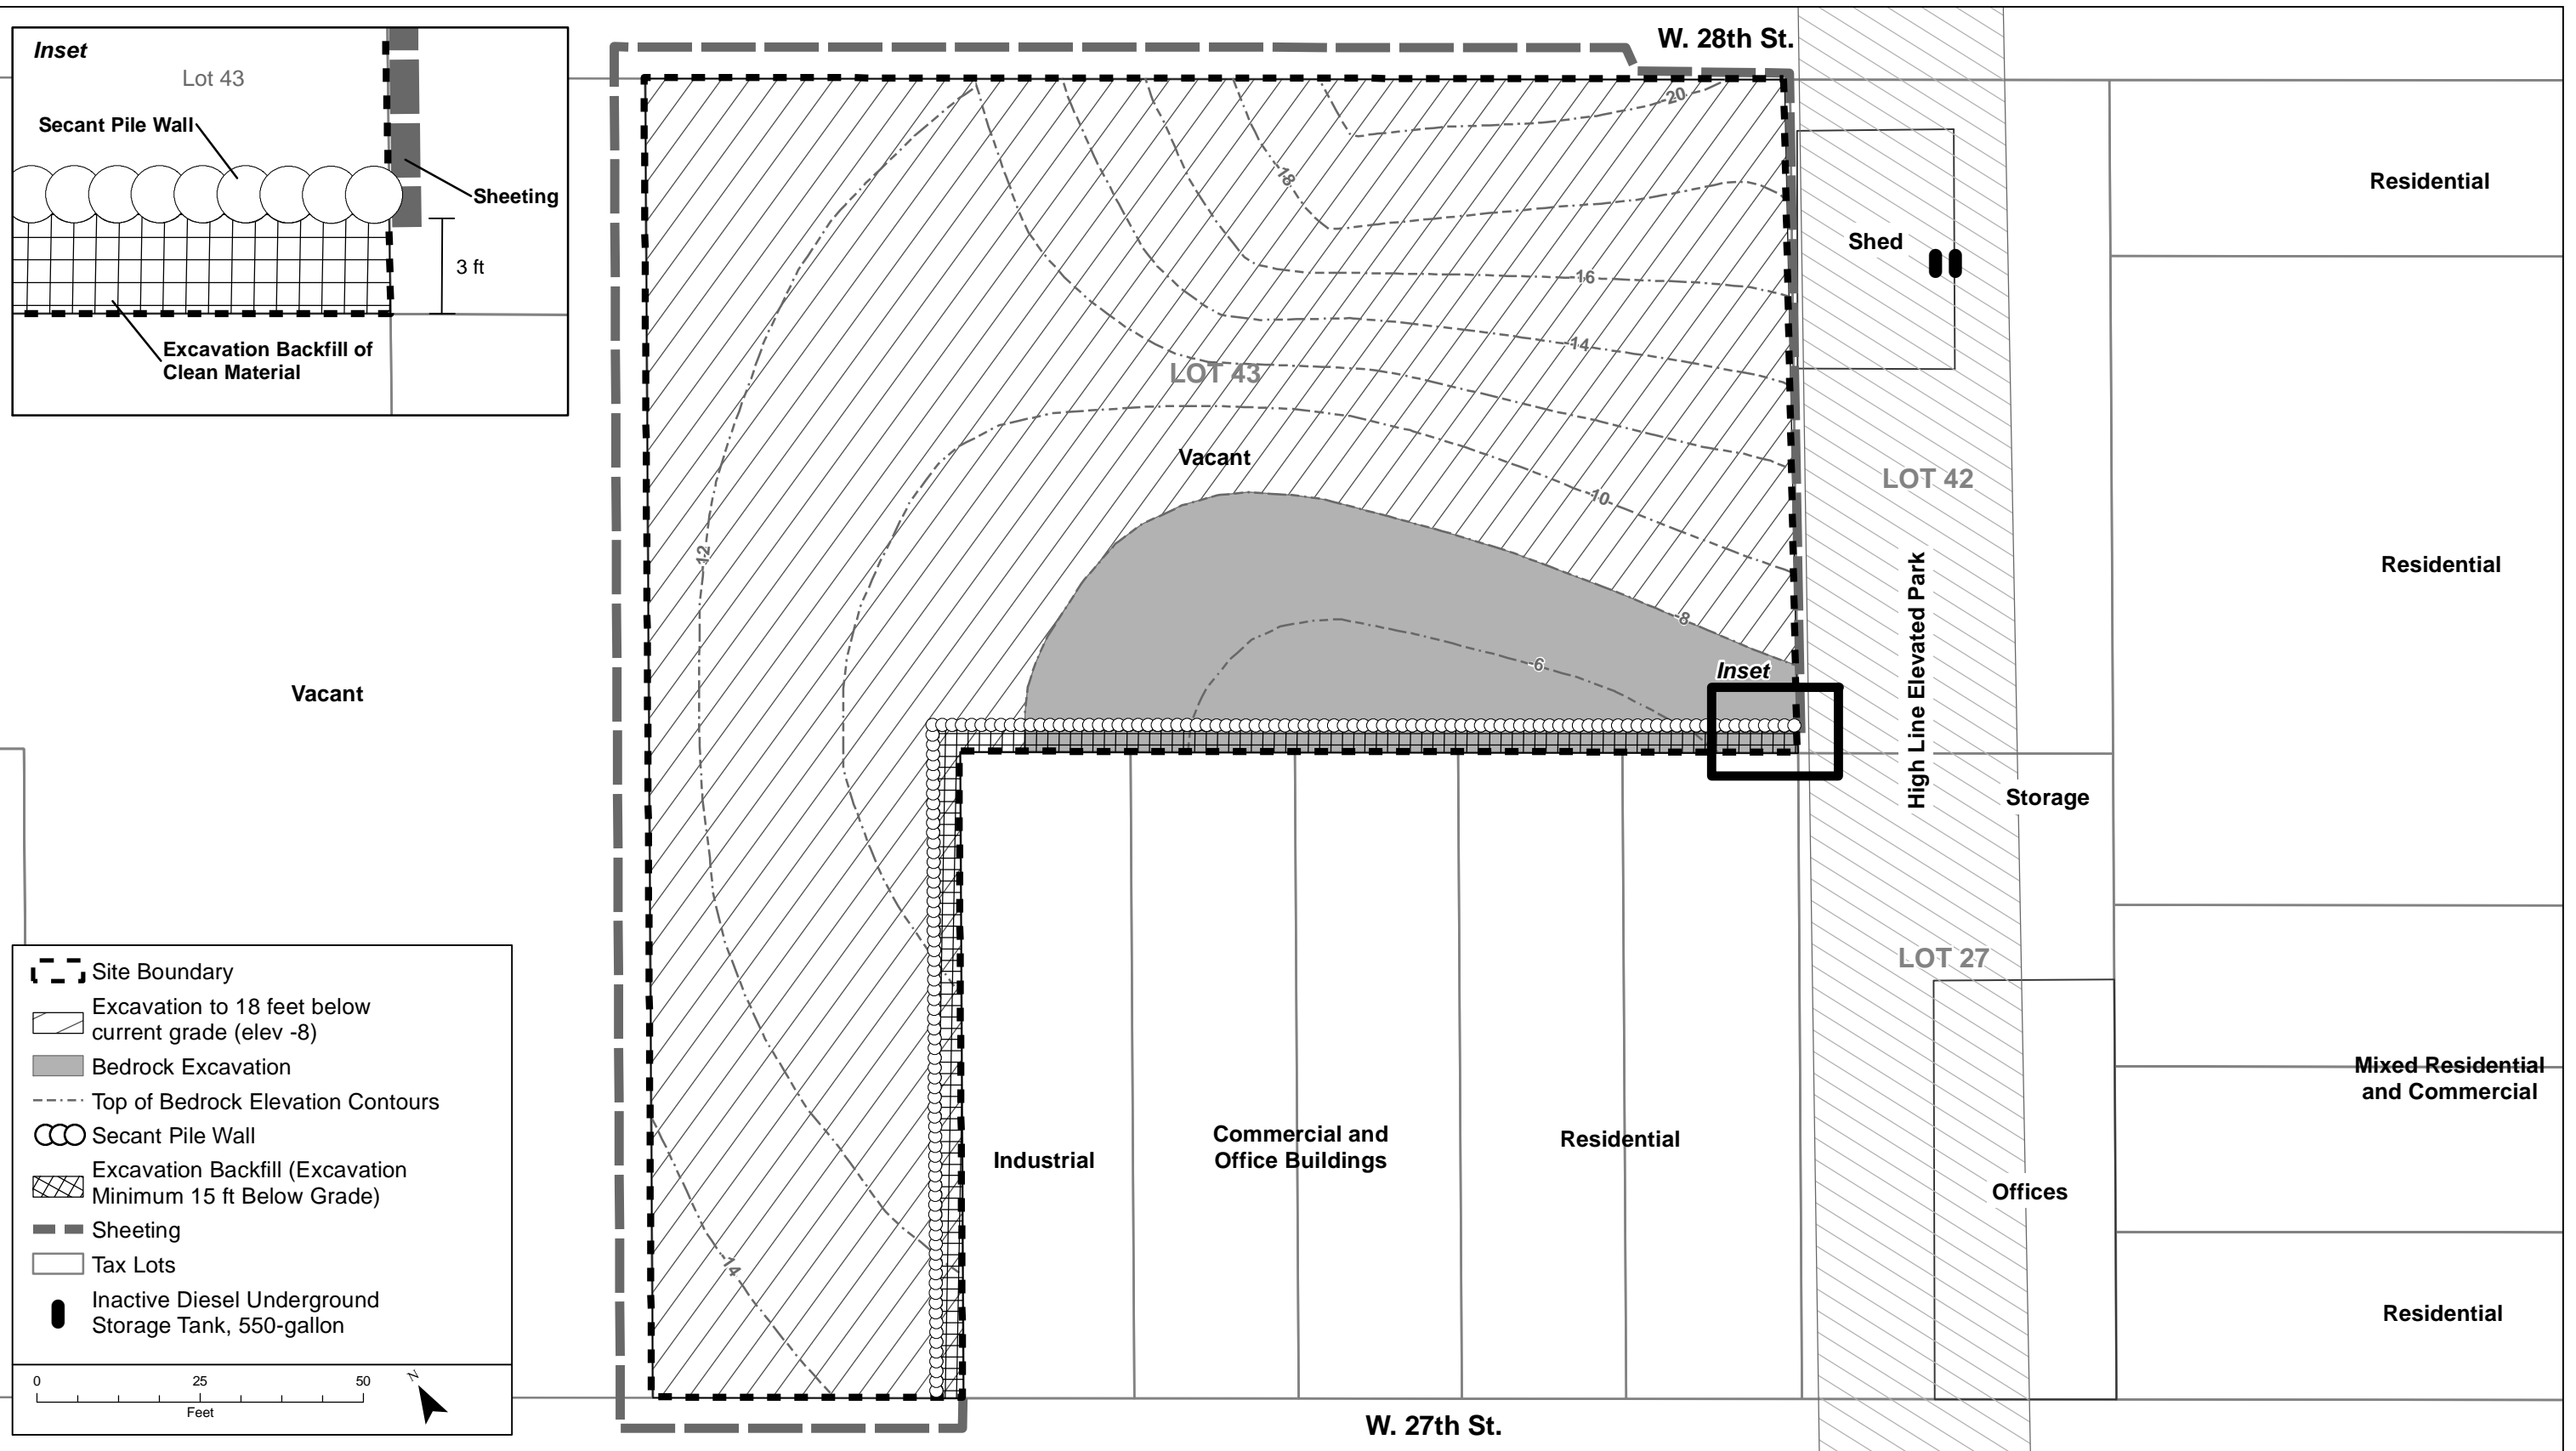 Inset
Lot 43
Secant Pile Wall
Sheeting
3 ft
Excavation Backfill of
Clean Material
W. 28th St.
-20
-18
-16
-14
LOT 43
Vacant
-10
-12
-8
-6
Inset
-14
Shed
LOT 42
High Line Elevated Park
Storage
LOT 27
Offices
Residential
Residential
Mixed Residential
and Commercial
Residential
Vacant
Industrial
Commercial and
Office Buildings
Residential
W. 27th St.
Site Boundary
Excavation to 18 feet below
current grade (elev -8)
Bedrock Excavation
Top of Bedrock Elevation Contours
Secant Pile Wall
Excavation Backfill (Excavation
Minimum 15 ft Below Grade)
Sheeting
Tax Lots
Inactive Diesel Underground
Storage Tank, 550-gallon
0 25 50
Feet
N